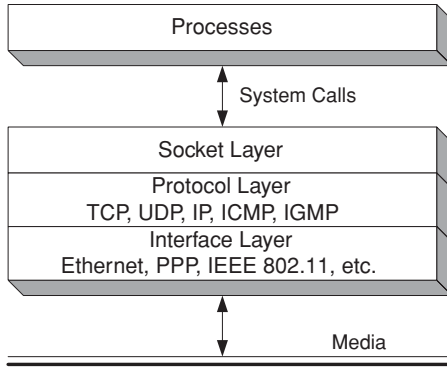 Processes
System Calls
Socket Layer
Protocol Layer
TCP, UDP, IP, ICMP, IGMP
Interface Layer
Ethernet, PPP, IEEE 802.11, etc.
Media